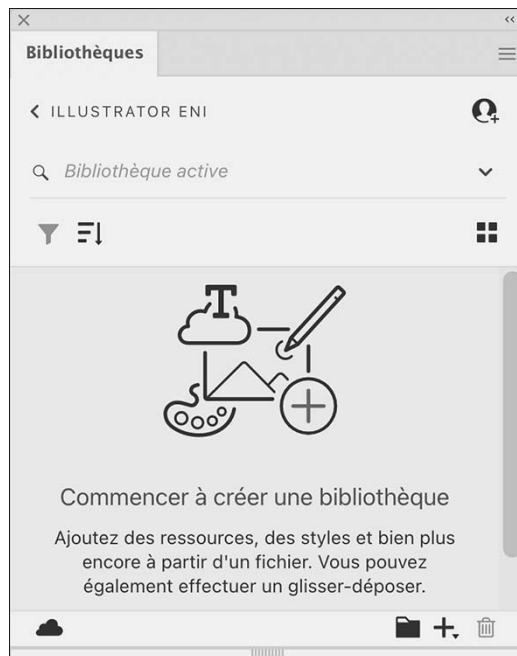 Bibliothèques
ILLUSTRATOR ENI
Bibliothèque active
T
Commencer à créer une bibliothèque
Ajoutez des ressources, des styles et bien plus
encore à partir d'un fichier. Vous pouvez
également effectuer un glisser-déposer.